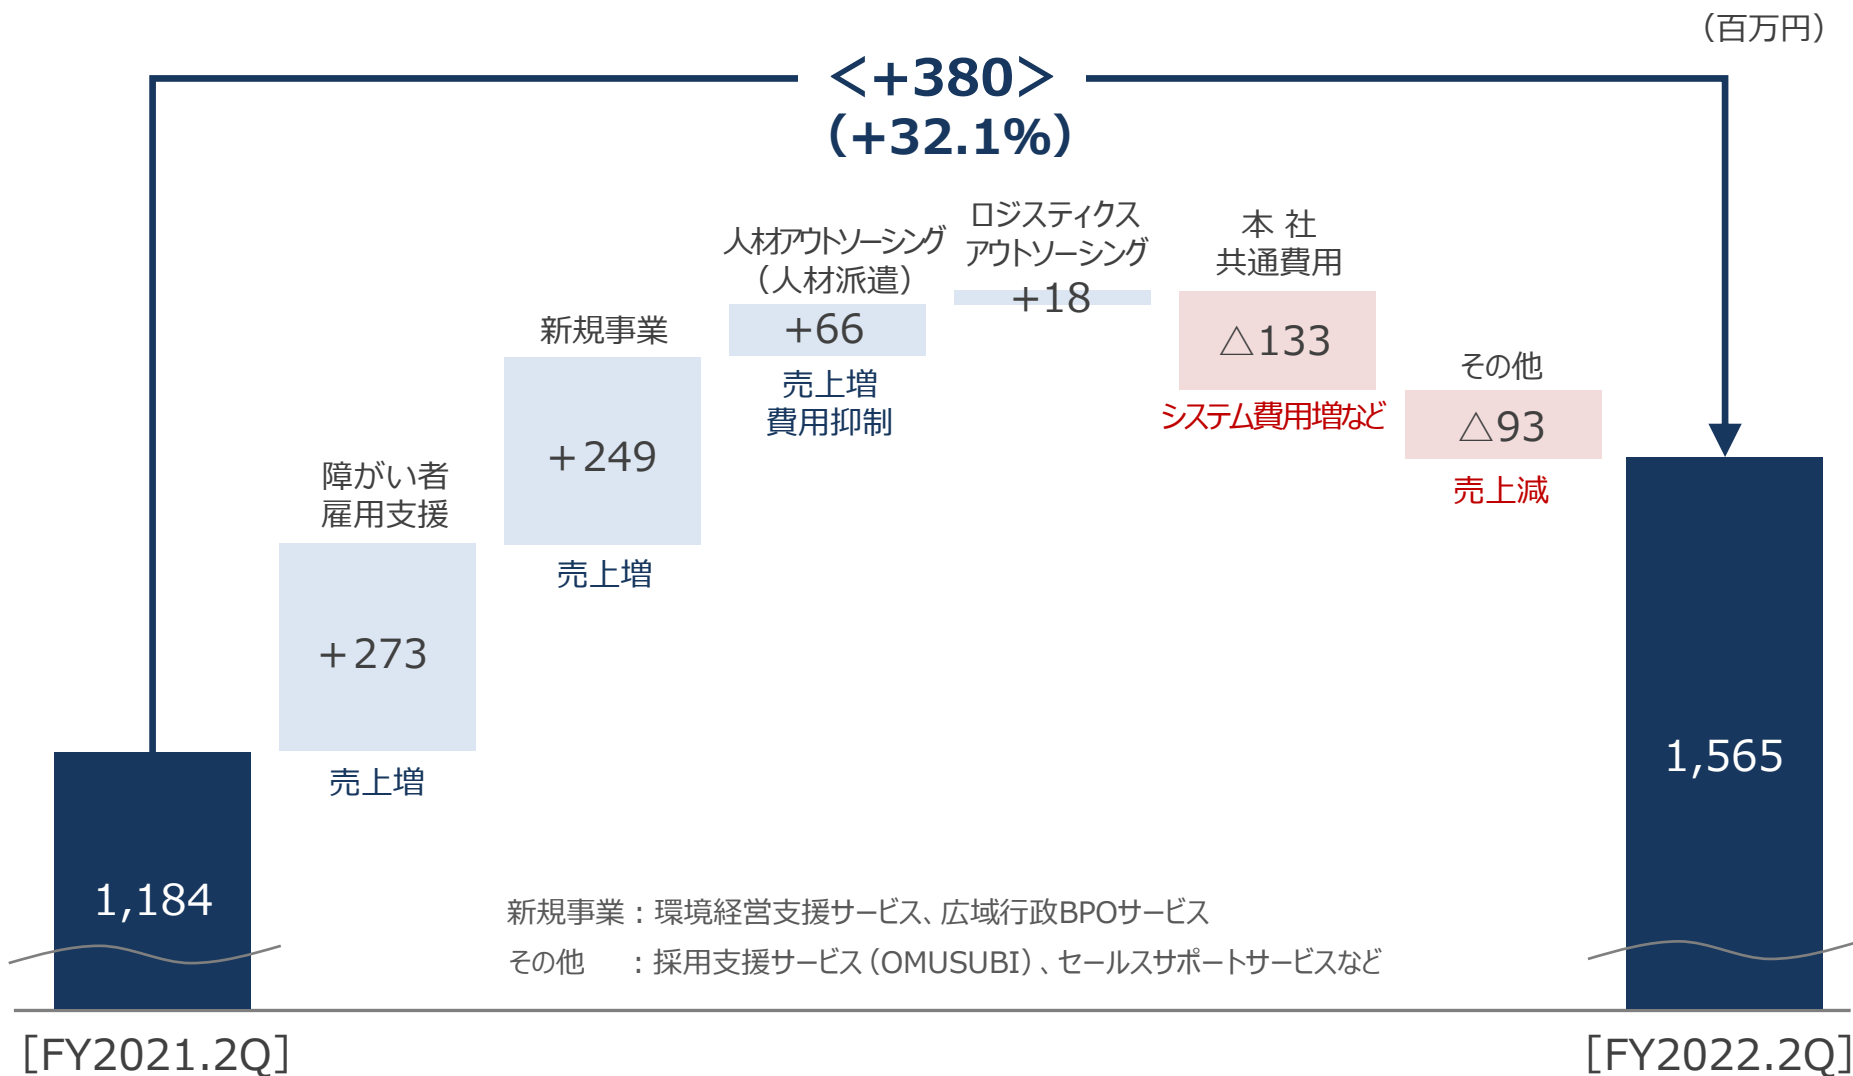 （百万円）
＜+380＞
（+32.1%）
ロジスティクス
アウトソーシング
+18
本 社
共通費用
△133
システム費用増など
人材アウトソーシング
（人材派遣）
+66
売上増
費用抑制
新規事業
＋249
売上増
その他
△93
売上減
障がい者
雇用支援
＋273
売上増
1,184
1,565
新規事業：環境経営支援サービス、広域行政BPOサービス
その他　：採用支援サービス（OMUSUBI）、セールスサポートサービスなど
［FY2021.2Q］
［FY2022.2Q］